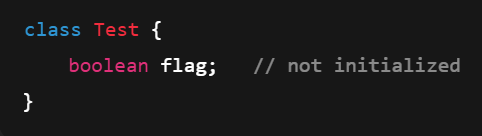 class Test {
    boolean flag;   // not initialized
}